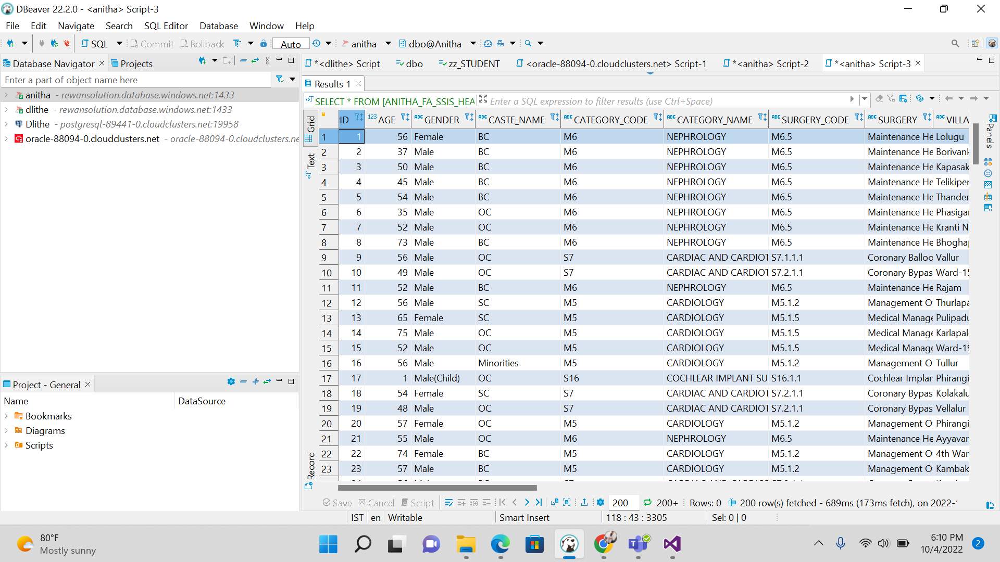 DBeaver 22.2.0 - <anitha> Script-3
File Edit Navigate Search SQL Editor Database Window Help
SQL Commit Rollback Auto anitha dbo@Anitha
Database Navigator Projects
Enter a part of object name here
anitha - rewansolution.database.windows.net:1433
dlithe - rewansolution.database.windows.net:1433
Dlithe - postgresql-89441-0.cloudclusters.net:19958
oracle-88094-0.cloudclusters.net - oracle-88094-0.cloudclusters.ne
Project - General
Name DataSource
Bookmarks
Diagrams
Scripts
*<dlithe> Script dbo zz_STUDENT <oracle-88094-0.cloudclusters.net> Script-1 *<anitha> Script-2 *<anitha> Script-3
Results 1
SELECT * FROM [ANITHA_FA_SSIS_HEA Enter a SQL expression to filter results (use Ctrl+Space)
Grid
Text
Record
Panels
ID 123 AGE ABC GENDER ABC CASTE_NAME ABC CATEGORY_CODE ABC CATEGORY_NAME ABC SURGERY_CODE ABC SURGERY ABC VILLA
1 1 56 Female BC M6 NEPHROLOGY M6.5 Maintenance He Lolugu
2 2 37 Male BC M6 NEPHROLOGY M6.5 Maintenance He Borivank
3 3 50 Male BC M6 NEPHROLOGY M6.5 Maintenance He Kapasak
4 4 45 Male BC M6 NEPHROLOGY M6.5 Maintenance He Telikiper
5 5 54 Male BC M6 NEPHROLOGY M6.5 Maintenance He Thander
6 6 35 Male OC M6 NEPHROLOGY M6.5 Maintenance He Phasigar
7 7 52 Male OC M6 NEPHROLOGY M6.5 Maintenance He Kranti N
8 8 73 Male BC M6 NEPHROLOGY M6.5 Maintenance He Bhogha
9 9 56 Male OC S7 CARDIAC AND CARDIOT S7.1.1.1 Coronary Balloo Vallur
10 10 49 Male OC S7 CARDIAC AND CARDIOT S7.2.1.1 Coronary Bypas Ward-15
11 11 52 Male BC M6 NEPHROLOGY M6.5 Maintenance He Rajam
12 12 56 Male SC M5 CARDIOLOGY M5.1.2 Management O Thurlapa
13 13 65 Female SC M5 CARDIOLOGY M5.1.5 Medical Manage Pulipadu
14 14 75 Male OC M5 CARDIOLOGY M5.1.5 Medical Manage Karlapal
15 15 52 Male OC M5 CARDIOLOGY M5.1.5 Medical Manage Ward-19
16 16 56 Male Minorities M5 CARDIOLOGY M5.1.2 Management O Tullur
17 17 1 Male(Child) OC S16 COCHLEAR IMPLANT SU S16.1.1 Cochlear Implar Phirangi
18 18 54 Female SC S7 CARDIAC AND CARDIOT S7.2.1.1 Coronary Bypas Kolakalu
19 19 48 Male OC S7 CARDIAC AND CARDIOT S7.2.1.1 Coronary Bypas Vellalur
20 20 57 Female OC M5 CARDIOLOGY M5.1.2 Management O Phirangi
21 21 55 Male OC M6 NEPHROLOGY M6.5 Maintenance He Ayyavar
22 22 74 Female BC M5 CARDIOLOGY M5.1.2 Management O 4th War
23 23 57 Male BC M5 CARDIOLOGY M5.1.2 Management O Kambak
Save Cancel Script 200 200+ Rows: 0 200 row(s) fetched - 689ms (173ms fetch), on 2022-1
IST en Writable Smart Insert 118 : 43 : 3305 Sel: 0 | 0
80°F
Mostly sunny
6:10 PM
10/4/2022
2